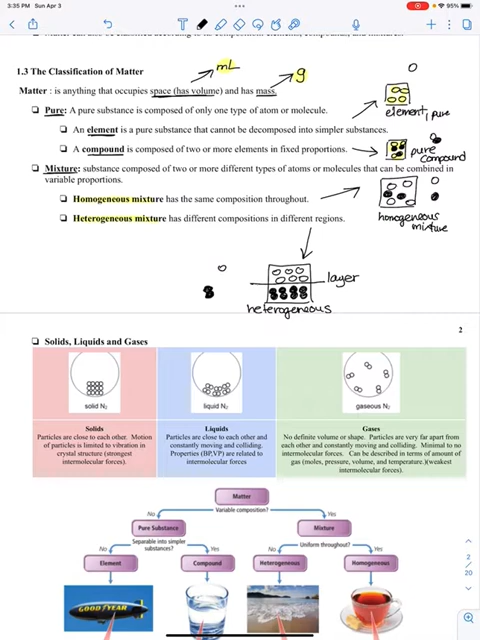 3:35 PM Sun Apr 3
95%
1.3 The Classification of Matter
mL
g
Matter : is anything that occupies space (has volume) and has mass.
❏ Pure: A pure substance is composed of only one type of atom or molecule.
element, pure
❏ An element is a pure substance that cannot be decomposed into simpler substances.
❏ A compound is composed of two or more elements in fixed proportions.
pure
compound
❏ Mixture: substance composed of two or more different types of atoms or molecules that can be combined in
variable proportions.
❏ Homogeneous mixture has the same composition throughout.
❏ Heterogeneous mixture has different compositions in different regions.
homogeneous
mixture
layer
heterogeneous
2
❏ Solids, Liquids and Gases
solid N₂
liquid N₂
gaseous N₂
Solids
Particles are close to each other. Motion
of particles is limited to vibration in
crystal structure (strongest
intermolecular forces).
Liquids
Particles are close to each other and
constantly moving and colliding.
Properties (BP,VP) are related to
intermolecular forces
Gases
No definite volume or shape. Particles are very far apart from
each other and constantly moving and colliding. Minimal to no
intermolecular forces. Can be described in terms of amount of
gas (moles, pressure, volume, and temperature.)(weakest
intermolecular forces)
Matter
Variable composition?
No
Yes
Pure Substance
Mixture
Separable into simpler
substances?
Uniform throughout?
No
Yes
No
Yes
Element
Compound
Heterogeneous
Homogeneous
GOODYEAR
2
/
20